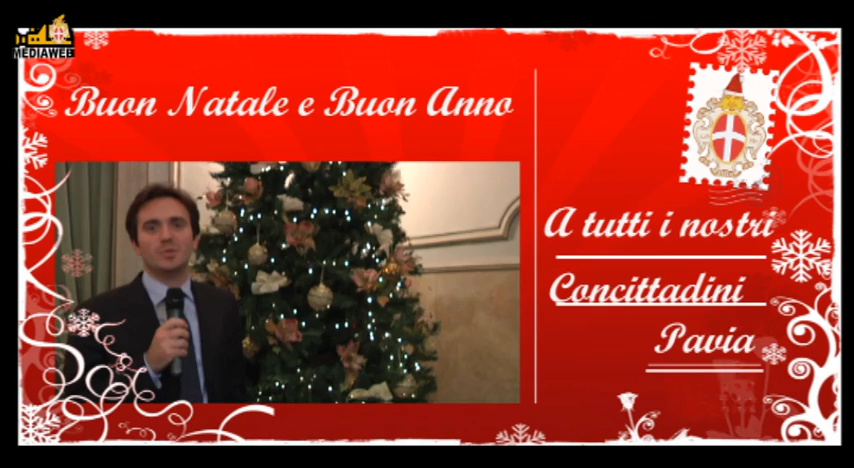 MEDIAWEB
Buon Natale e Buon Anno
A tutti i nostri
Concittadini
Pavia